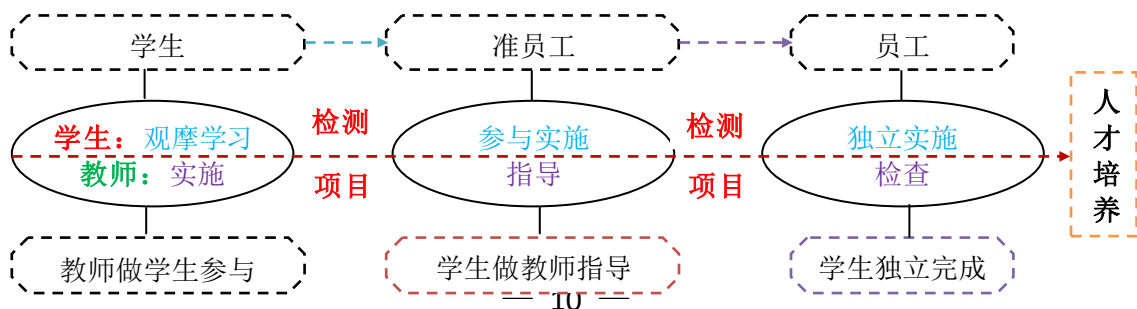 学生
准员工
员工
学生：观摩学习
教师：实施
检测
项目
参与实施
指导
检测
项目
独立实施
检查
人才培养
教师做学生参与
学生做教师指导
学生独立完成
— 10 —